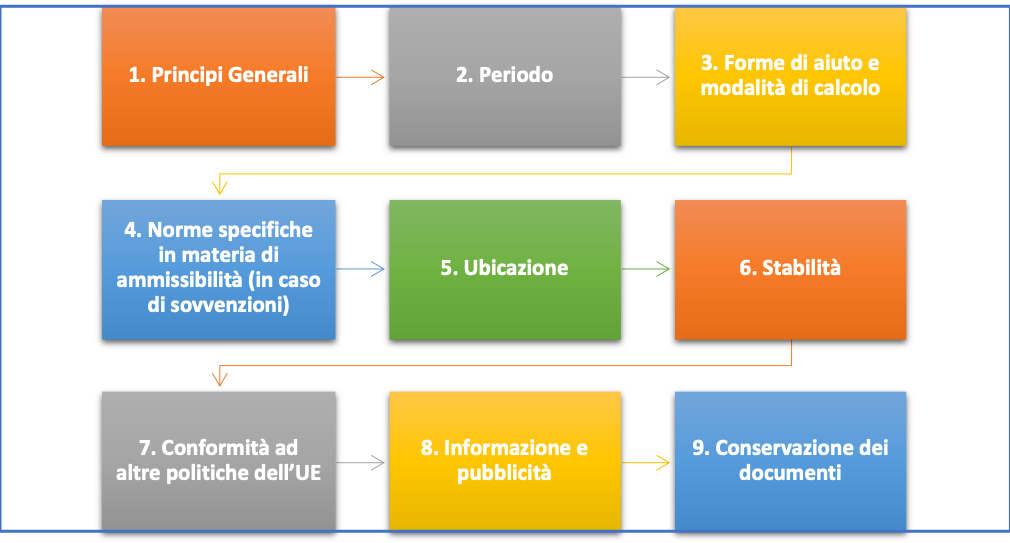 1. Principi Generali
2. Periodo
3. Forme di aiuto e
modalità di calcolo
4. Norme specifiche
in materia di
ammissibilità (in caso
di sovvenzioni)
5. Ubicazione
6. Stabilità
7. Conformità ad
altre politiche dell’UE
8. Informazione e
pubblicità
9. Conservazione dei
documenti